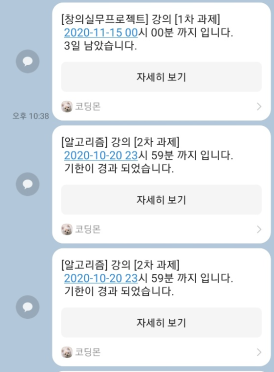 [창의실무프로젝트] 강의 [1차 과제]
2020-11-15 00시 00분 까지 입니다.
3일 남았습니다.
자세히 보기
코딩몬
오후 10:38
[알고리즘] 강의 [2차 과제]
2020-10-20 23시 59분 까지 입니다.
기한이 경과 되었습니다.
자세히 보기
코딩몬
[알고리즘] 강의 [2차 과제]
2020-10-20 23시 59분 까지 입니다.
기한이 경과 되었습니다.
자세히 보기
코딩몬